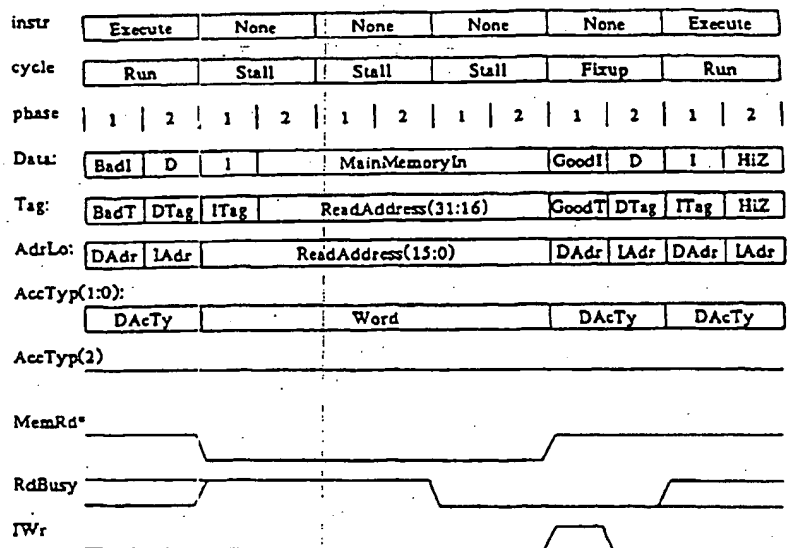 instr Execute None None None None Execute
cycle Run Stall Stall Stall Fixup Run
phase 1 2 1 2 1 2 1 2 1 2 1 2
Data: BadI D I MainMemoryIn GoodI D I HiZ
Tag: BadT DTag ITag ReadAddress(31:16) GoodT DTag ITag HiZ
AdrLo: DAdr IAdr ReadAddress(15:0) DAdr IAdr DAdr IAdr
AccTyp(1:0):
DAcTy Word DAcTy DAcTy
AccTyp(2)
MemRd*
RdBusy
IWr